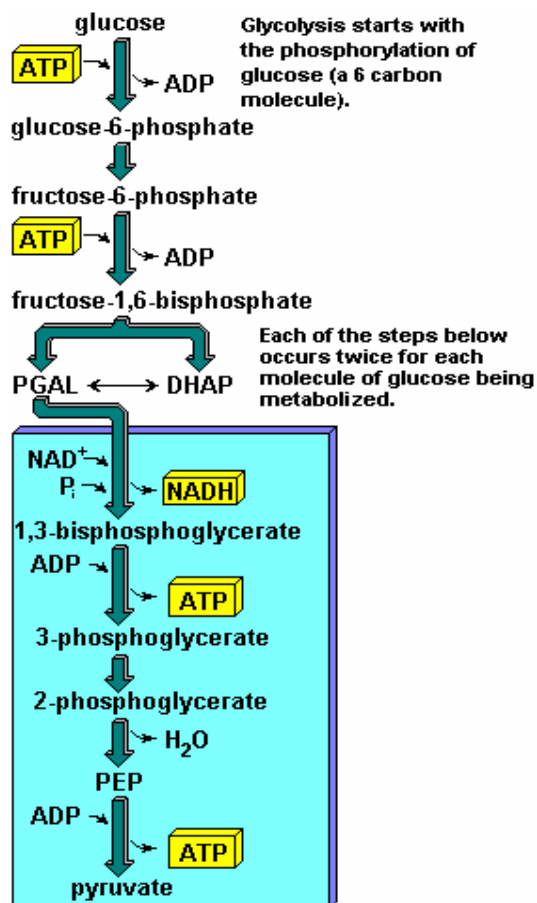 glucose
Glycolysis starts with
the phosphorylation of
glucose (a 6 carbon
molecule).
ATP
ADP
glucose-6-phosphate
fructose-6-phosphate
ATP
ADP
fructose-1,6-bisphosphate
Each of the steps below
occurs twice for each
molecule of glucose being
metabolized.
PGAL
DHAP
NAD⁺
Pᵢ
NADH
1,3-bisphosphoglycerate
ADP
ATP
3-phosphoglycerate
2-phosphoglycerate
H₂O
PEP
ADP
ATP
pyruvate